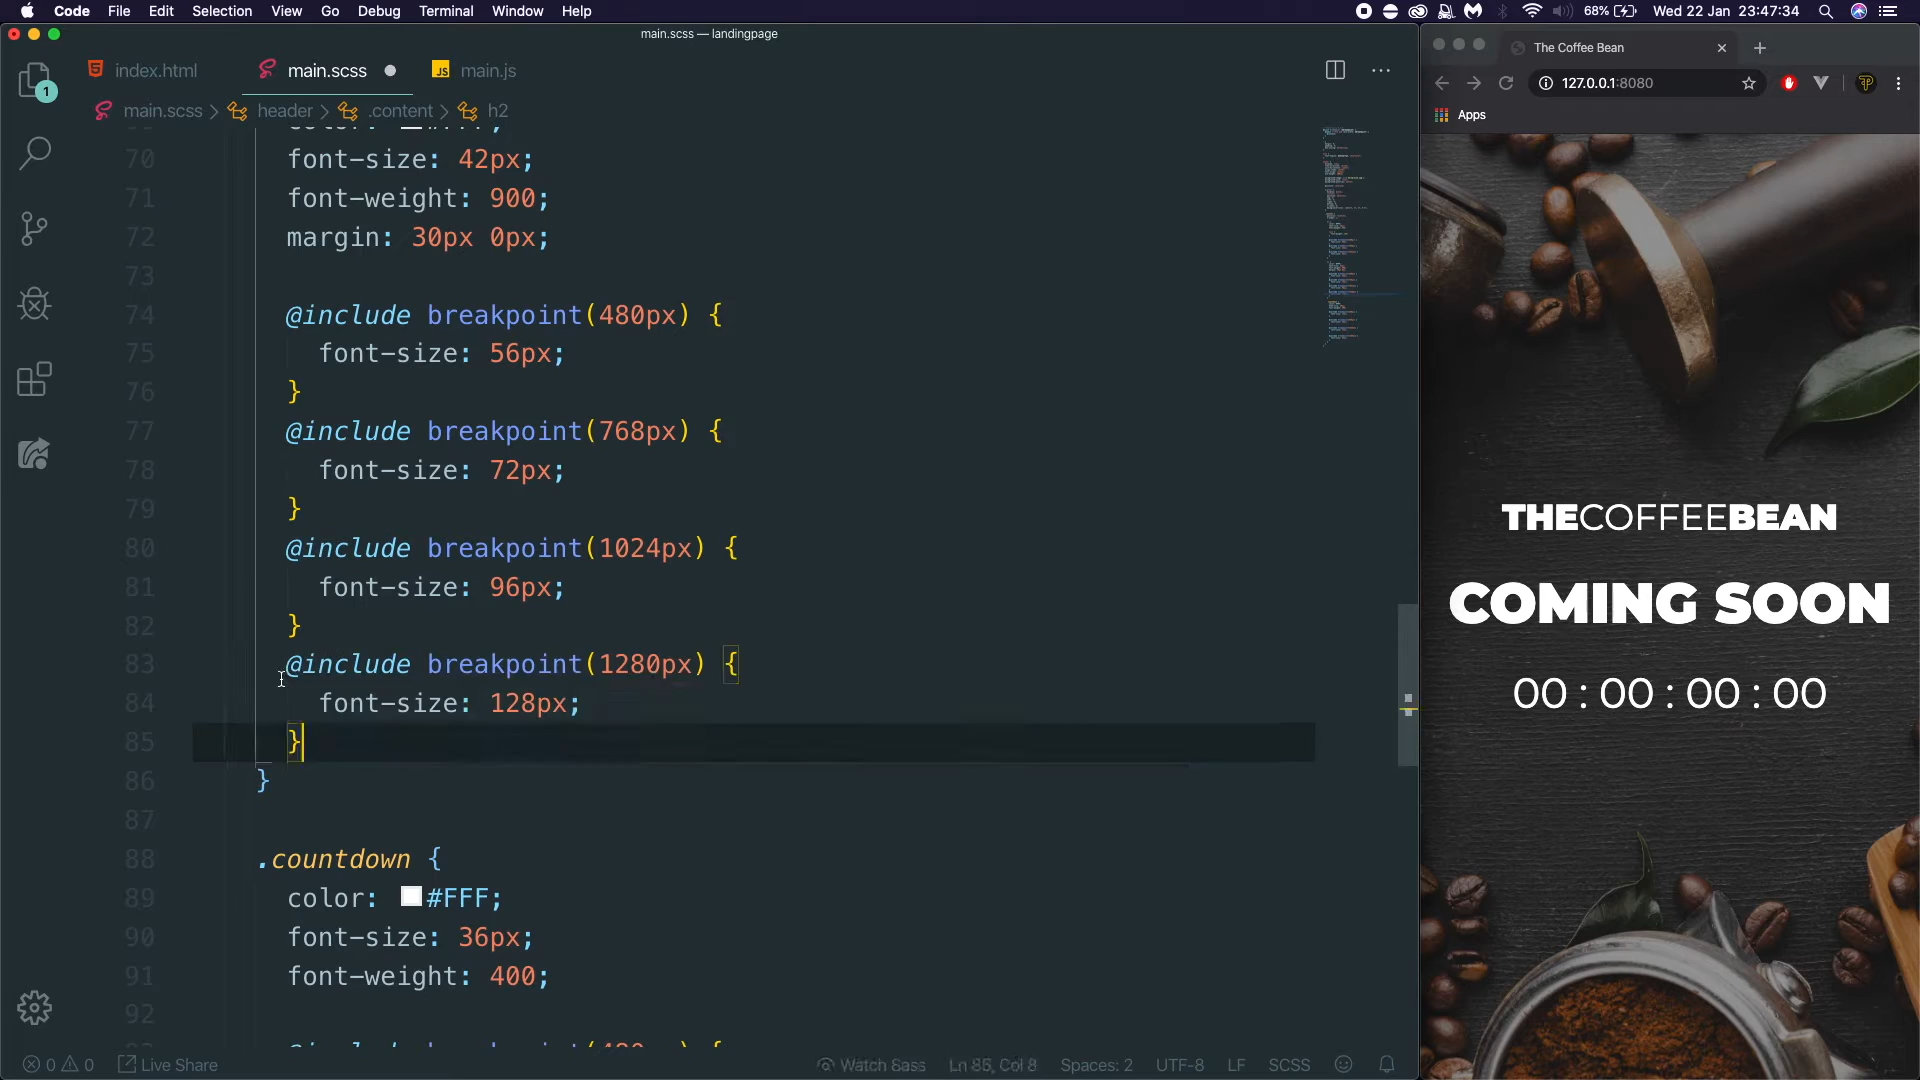 Code File Edit Selection View Go Debug Terminal Window Help
68% Wed 22 Jan 23:47:34
main.scss — landingpage
index.html main.scss JS main.js
main.scss > header > .content > h2
70 font-size: 42px;
71 font-weight: 900;
72 margin: 30px 0px;
73
74 @include breakpoint(480px) {
75 font-size: 56px;
76 }
77 @include breakpoint(768px) {
78 font-size: 72px;
79 }
80 @include breakpoint(1024px) {
81 font-size: 96px;
82 }
83 @include breakpoint(1280px) {
84 font-size: 128px;
85 }
86 }
87
88 .countdown {
89 color: #FFF;
90 font-size: 36px;
91 font-weight: 400;
92
1
0 0 Live Share
Watch Sass Ln 85, Col 8 Spaces: 2 UTF-8 LF SCSS
The Coffee Bean
127.0.0.1:8080
Apps
THECOFFEEBEAN
COMING SOON
00 : 00 : 00 : 00